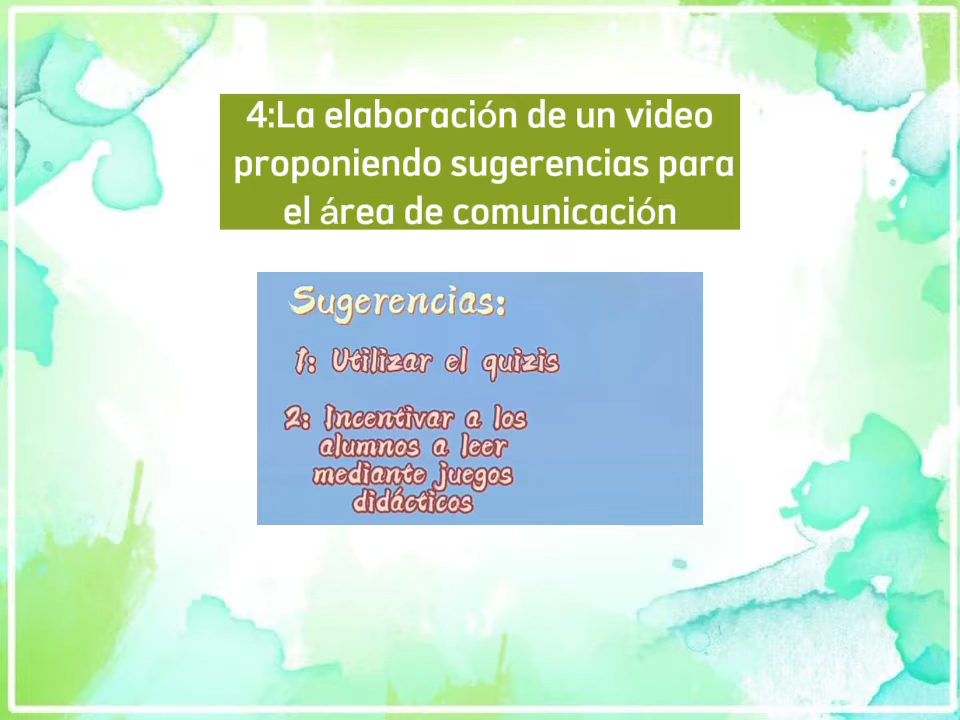 4:La elaboración de un video
proponiendo sugerencias para
el área de comunicación
Sugerencias:
1: Utilizar el quizis
2: Incentivar a los
alumnos a leer
mediante juegos
didácticos